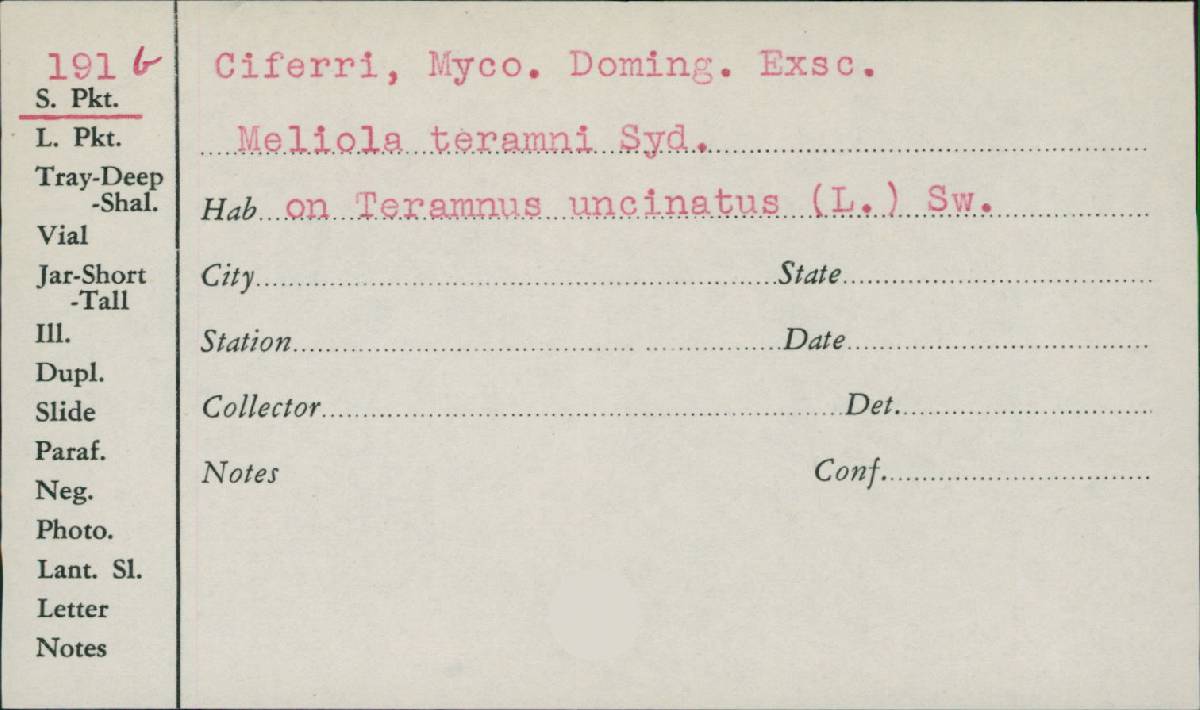 191 b
S. Pkt.
L. Pkt.
Tray-Deep
-Shal.
Vial
Jar-Short
-Tall
Ill.
Dupl.
Slide
Paraf.
Neg.
Photo.
Lant. Sl.
Letter
Notes
Ciferri, Myco. Doming. Exsc.
Meliola teramni Syd.
Hab on Teramnus uncinatus (L.) Sw.
City State
Station Date
Collector Det.
Notes Conf.